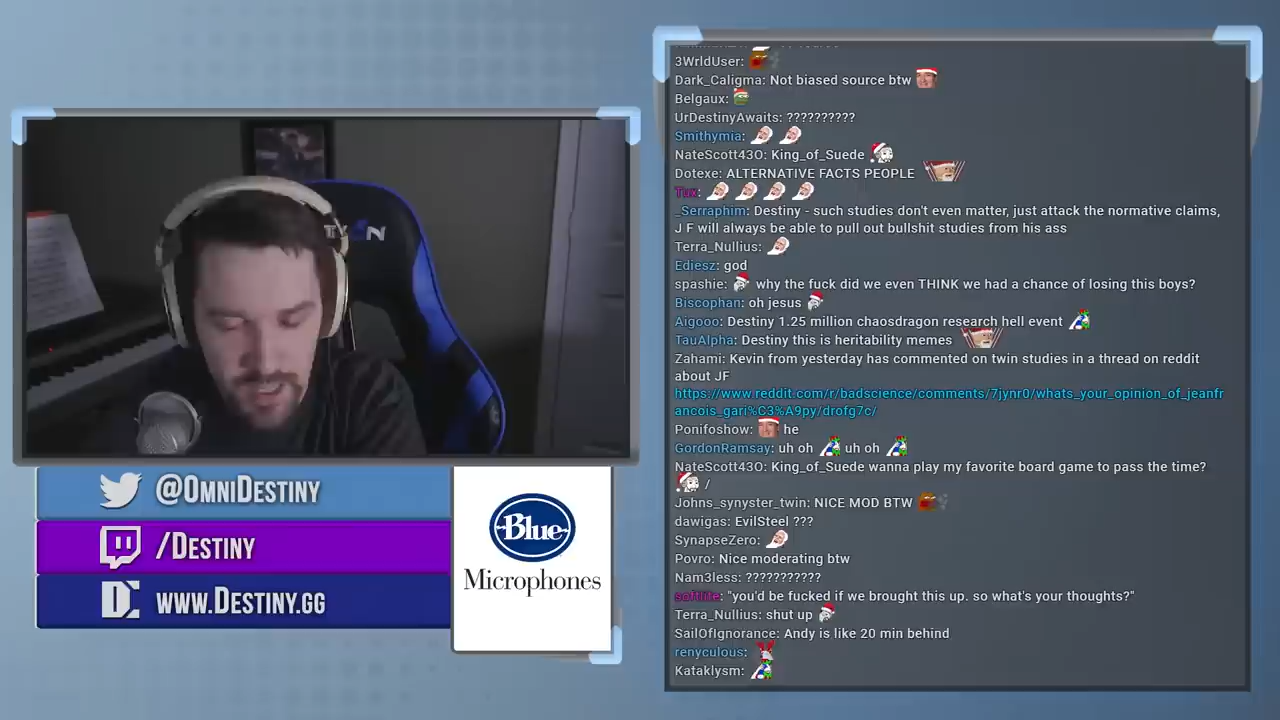 3WrldUser:
Dark_Caligma: Not biased source btw
Belgaux:
UrDestinyAwaits: ??????????
Smithymia:
NateScott43O: King_of_Suede
Dotexe: ALTERNATIVE FACTS PEOPLE
Tux:
_Serraphim: Destiny - such studies don't even matter, just attack the normative claims,
J F will always be able to pull out bullshit studies from his ass
Terra_Nullius:
Ediesz: god
spashie: why the fuck did we even THINK we had a chance of losing this boys?
Biscophan: oh jesus
Aigooo: Destiny 1.25 million chaosdragon research hell event
TauAlpha: Destiny this is heritability memes
Zahami: Kevin from yesterday has commented on twin studies in a thread on reddit
about JF
https://www.reddit.com/r/badscience/comments/7jynr0/whats_your_opinion_of_jeanfr
ancois_gari%C3%A9py/drofg7c/
Ponifoshow: he
GordonRamsay: uh oh uh oh
NateScott43O: King_of_Suede wanna play my favorite board game to pass the time?
/
Johns_synyster_twin: NICE MOD BTW
dawigas: EvilSteel ???
SynapseZero:
Povro: Nice moderating btw
Nam3less: ???????????
softlite: "you'd be fucked if we brought this up. so what's your thoughts?"
Terra_Nullius: shut up
SailOfIgnorance: Andy is like 20 min behind
renyculous:
Kataklysm:
@OmniDestiny
/Destiny
www.Destiny.gg
Blue
Microphones